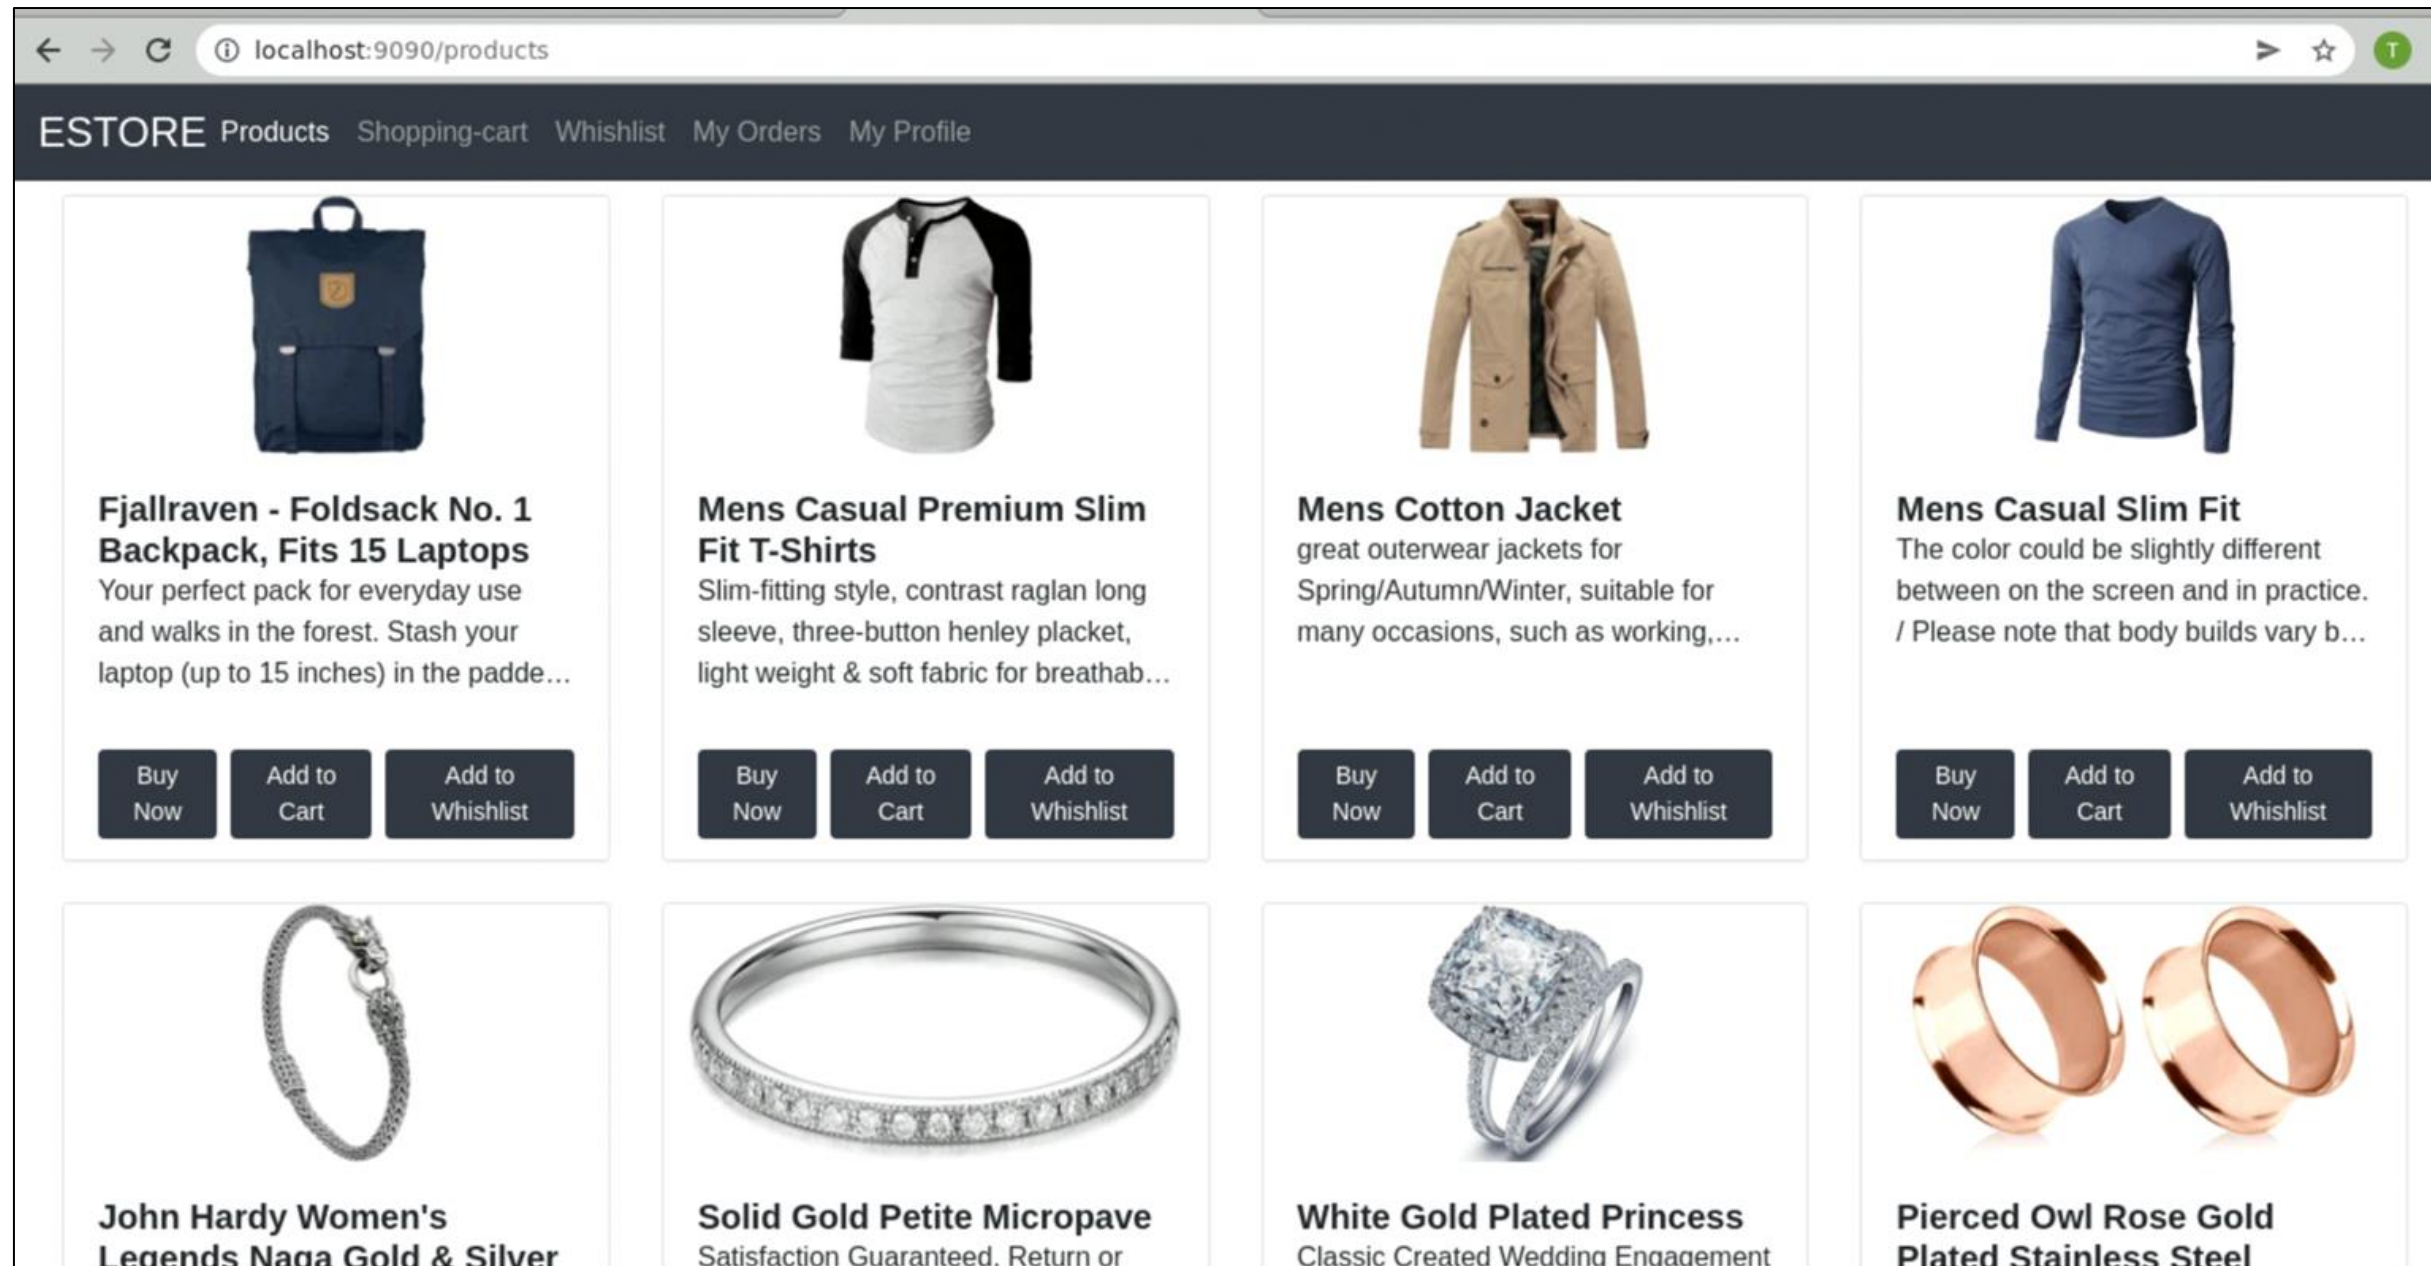 localhost:9090/products
T
ESTORE Products Shopping-cart Whishlist My Orders My Profile
Fjallraven - Foldsack No. 1
Backpack, Fits 15 Laptops
Your perfect pack for everyday use
and walks in the forest. Stash your
laptop (up to 15 inches) in the padde...
Buy
Now
Add to
Cart
Add to
Whishlist
Mens Casual Premium Slim
Fit T-Shirts
Slim-fitting style, contrast raglan long
sleeve, three-button henley placket,
light weight & soft fabric for breathab...
Buy
Now
Add to
Cart
Add to
Whishlist
Mens Cotton Jacket
great outerwear jackets for
Spring/Autumn/Winter, suitable for
many occasions, such as working,...
Buy
Now
Add to
Cart
Add to
Whishlist
Mens Casual Slim Fit
The color could be slightly different
between on the screen and in practice.
/ Please note that body builds vary b...
Buy
Now
Add to
Cart
Add to
Whishlist
John Hardy Women's
Legends Naga Gold & Silver
Solid Gold Petite Micropave
Satisfaction Guaranteed. Return or
White Gold Plated Princess
Classic Created Wedding Engagement
Pierced Owl Rose Gold
Plated Stainless Steel